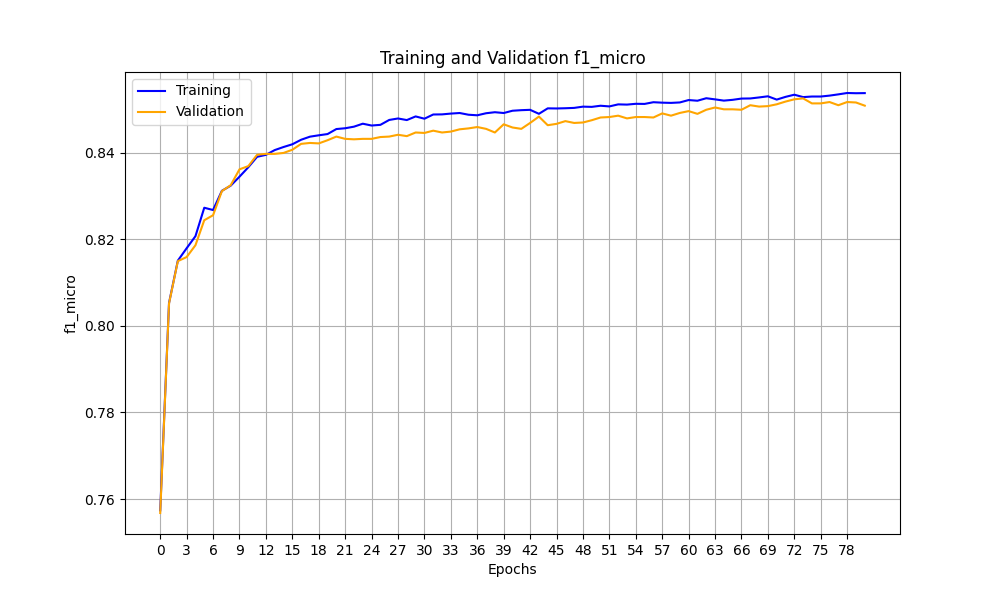 Training and Validation f1_micro
Training
Validation
0.84
0.82
0.80
0.78
0.76
f1_micro
0 3 6 9 12 15 18 21 24 27 30 33 36 39 42 45 48 51 54 57 60 63 66 69 72 75 78
Epochs